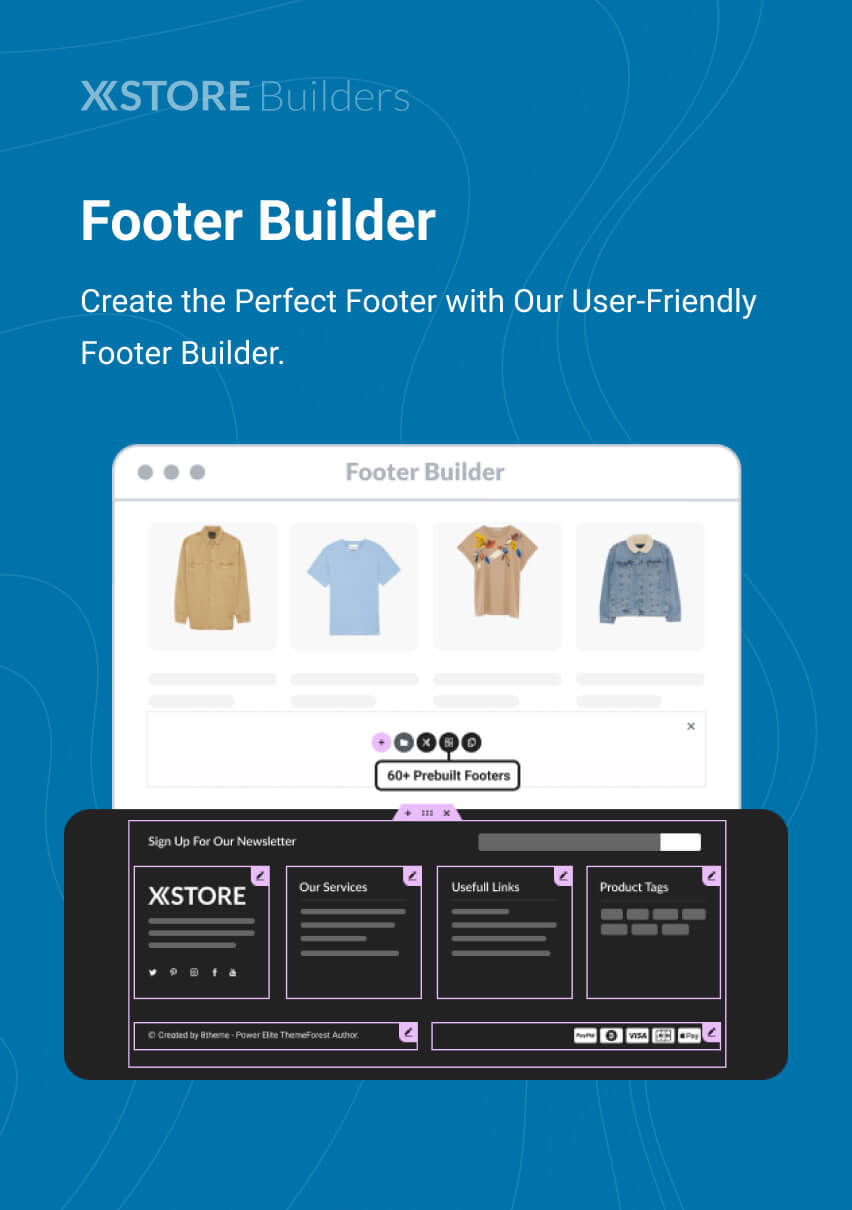 XSTORE Builders
Footer Builder
Create the Perfect Footer with Our User-Friendly
Footer Builder.
Footer Builder
60+ Prebuilt Footers
Sign Up For Our Newsletter
XSTORE
Our Services
Usefull Links
Product Tags
© Created by 8theme - Power Elite ThemeForest Author.
PayPal
VISA
Pay